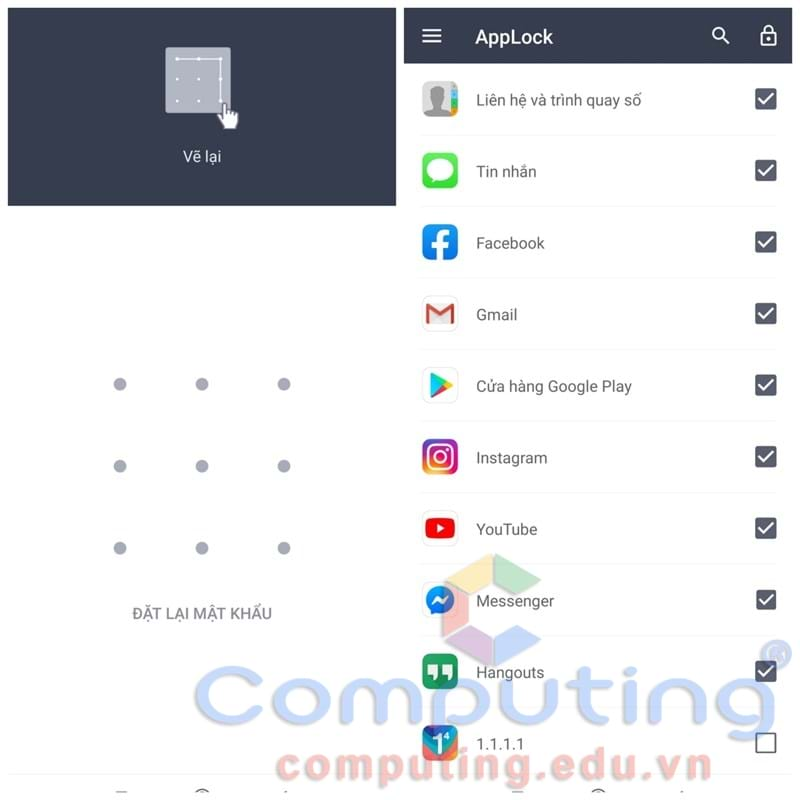 Vẽ lại
ĐẶT LẠI MẬT KHẨU
AppLock
Liên hệ và trình quay số
Tin nhắn
Facebook
Gmail
Cửa hàng Google Play
Instagram
YouTube
Messenger
Hangouts
1.1.1.1
Computing
computing.edu.vn